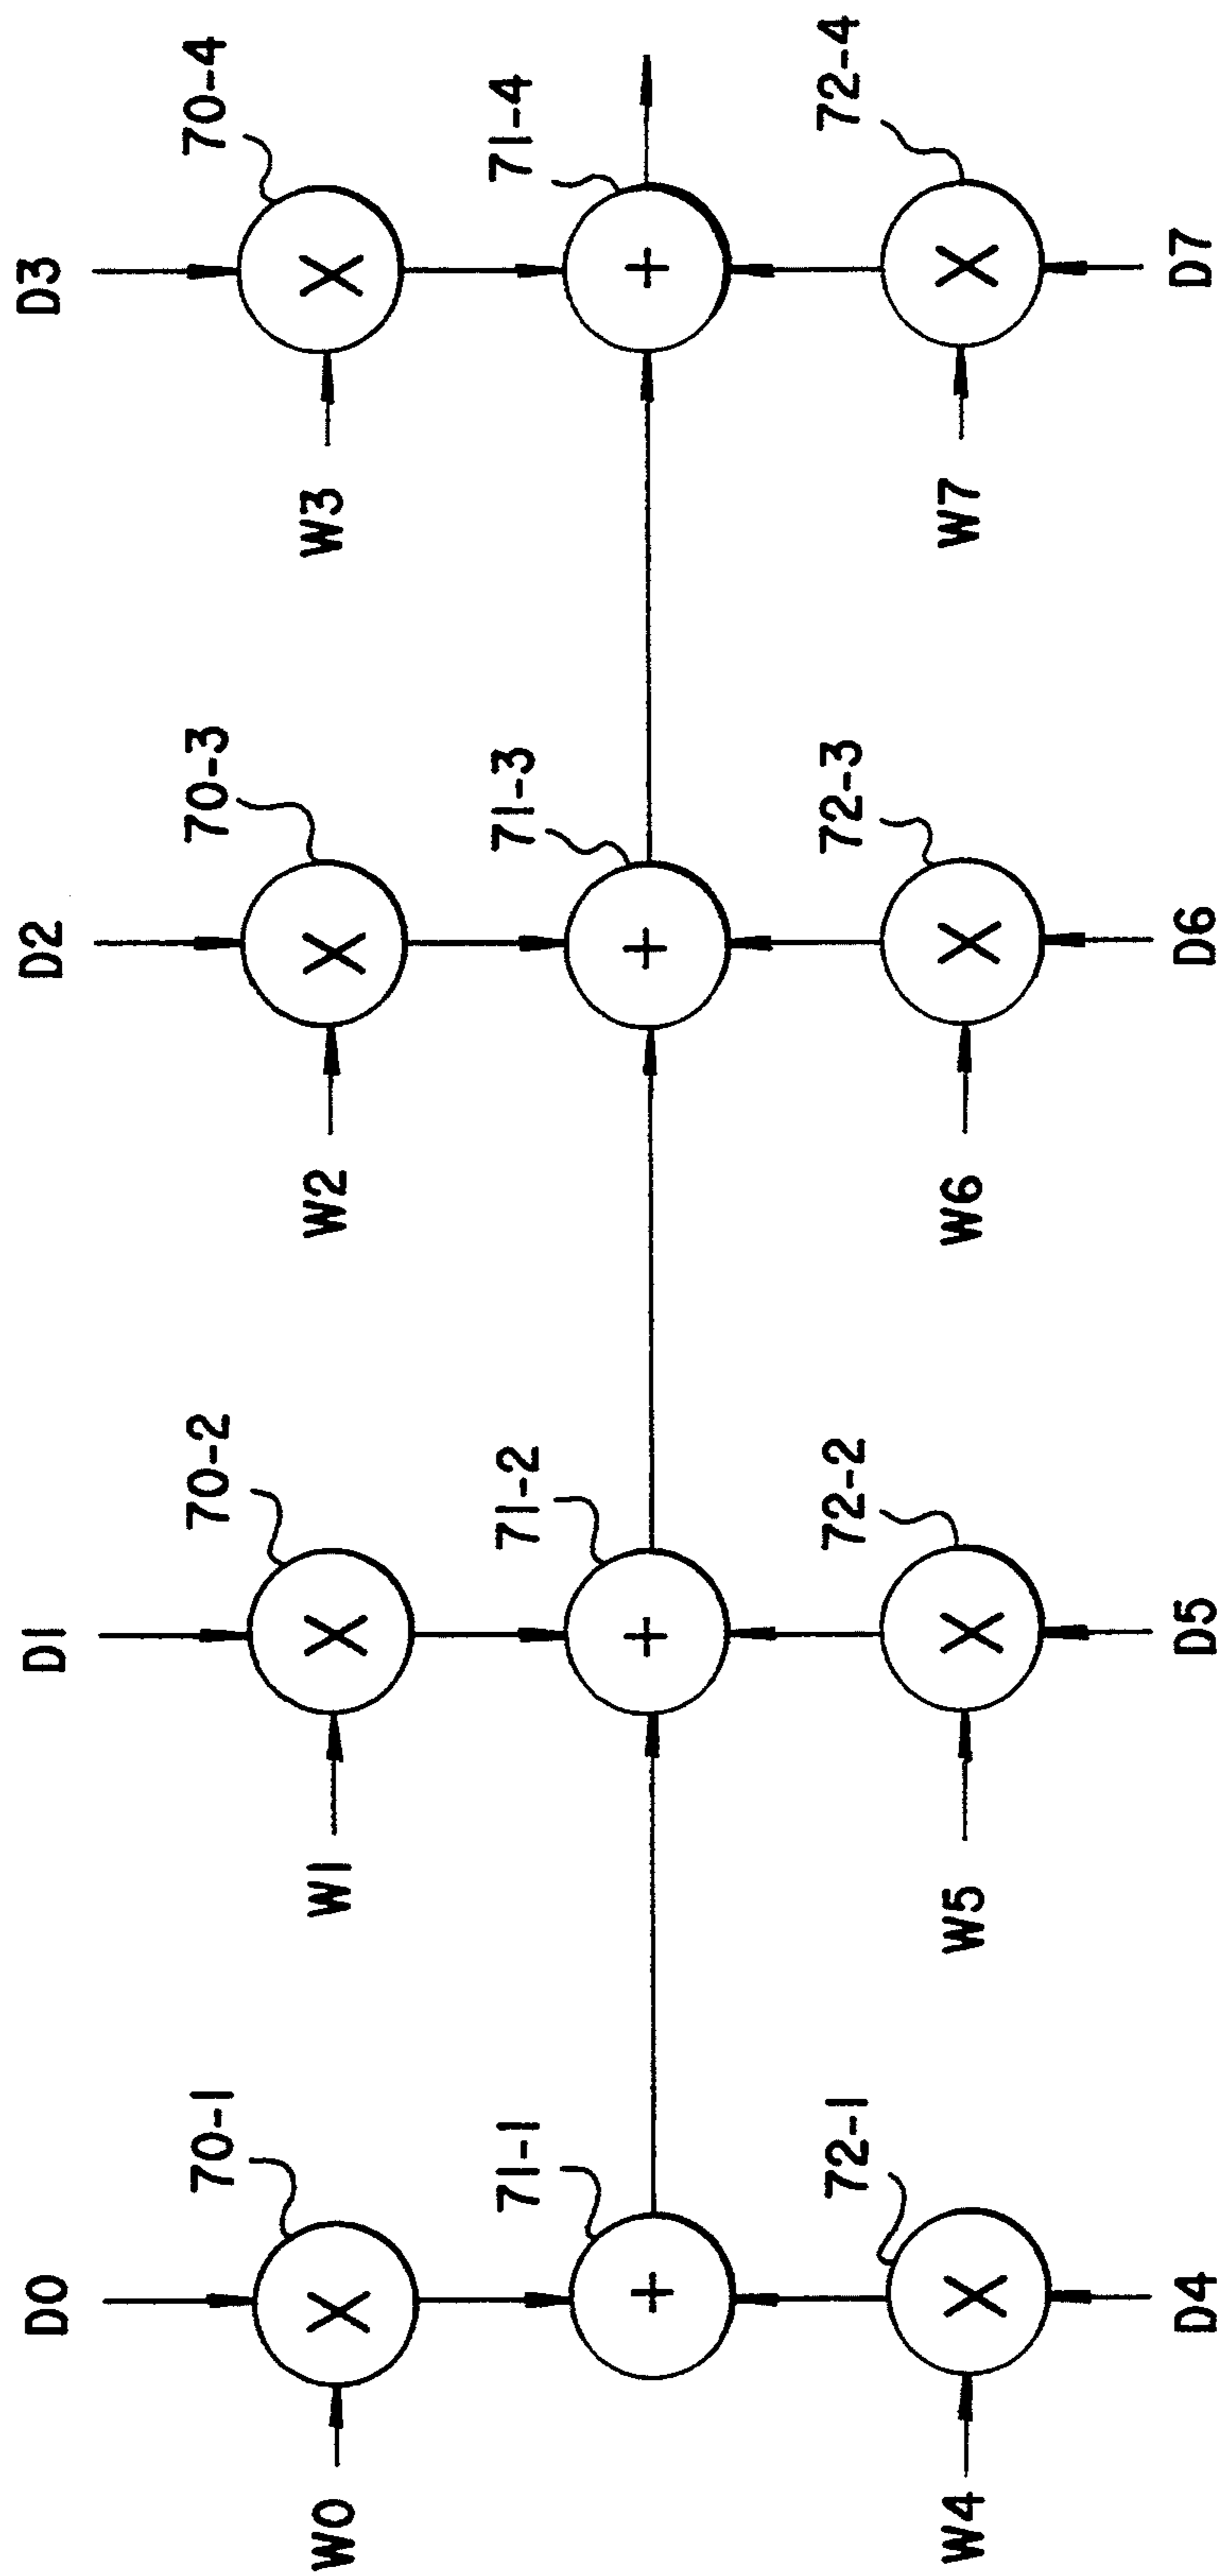 D0 D1 D2 D3
70-1 70-2 70-3 70-4
X X X X
W0 W1 W2 W3
71-1 71-2 71-3 71-4
+ + + +
72-1 72-2 72-3 72-4
X X X X
W4 W5 W6 W7
D4 D5 D6 D7